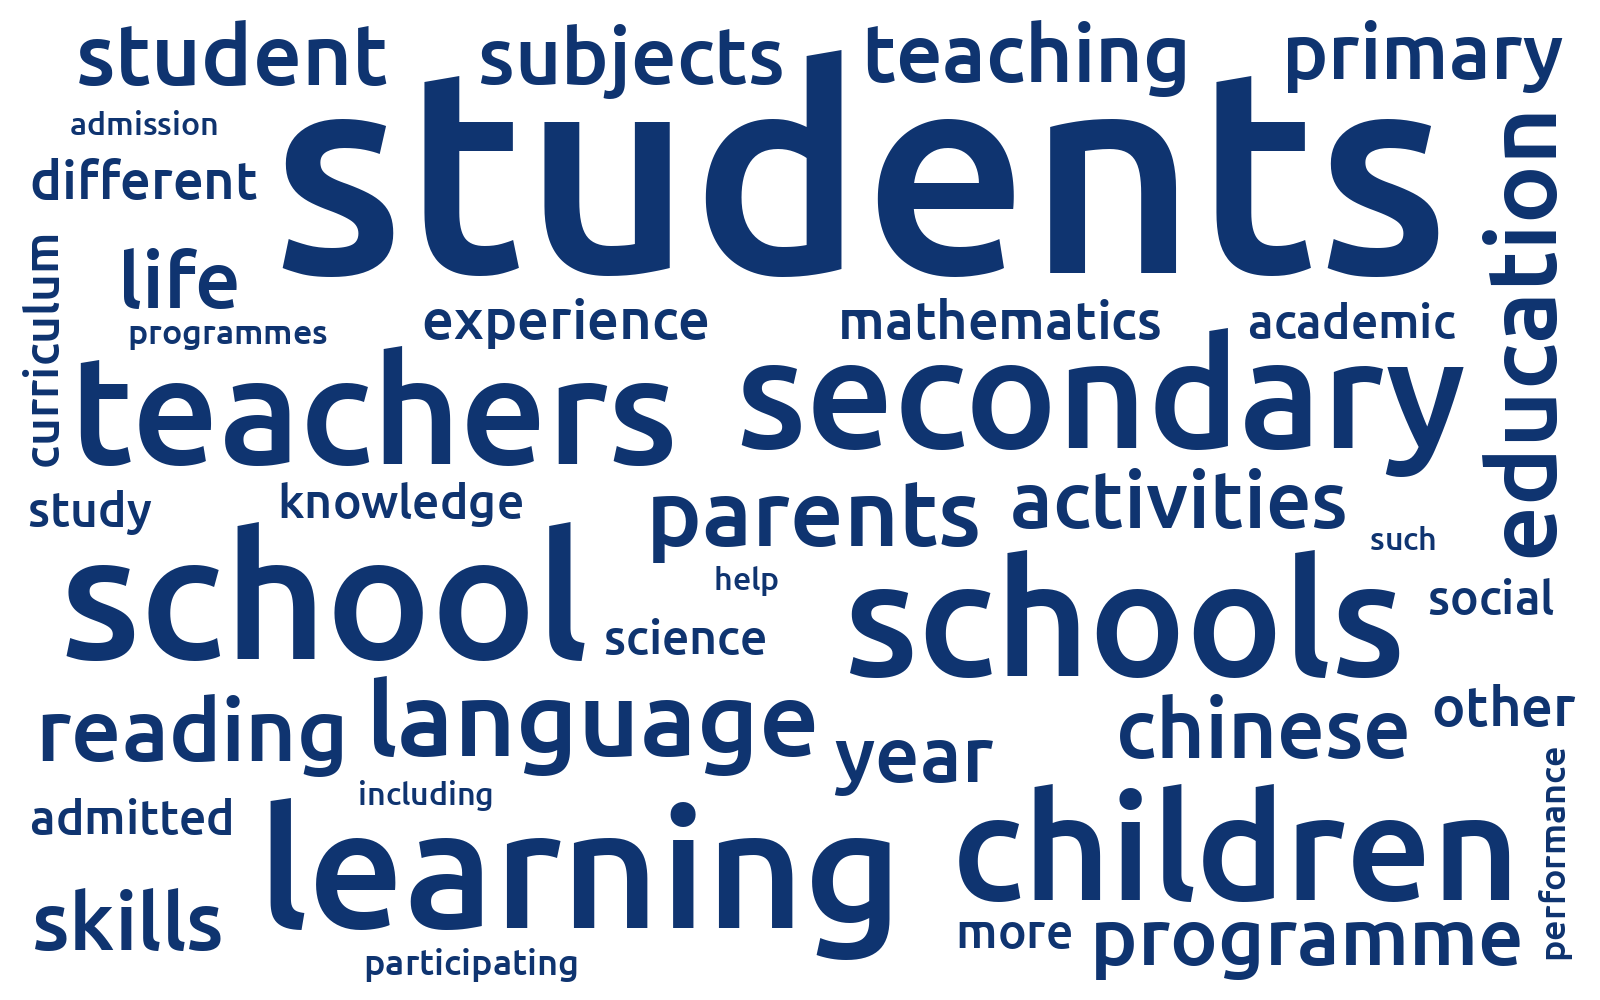 student
subjects
teaching
primary
students
admission
different
education
curriculum
life
programmes
experience
mathematics
academic
teachers
secondary
study
knowledge
parents
activities
such
school
help
schools
social
science
reading
language
year
chinese
other
including
admitted
learning
children
performance
skills
more
programme
participating